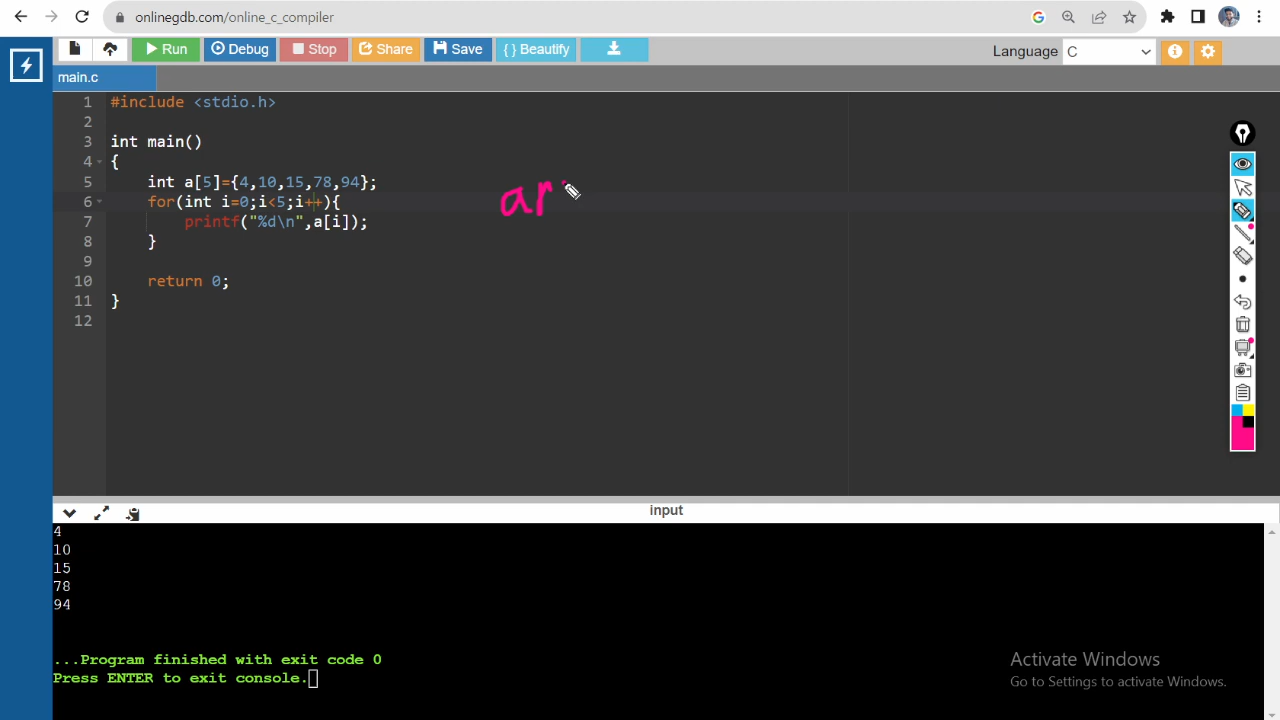 onlinegdb.com/online_c_compiler
Run Debug Stop Share Save { } Beautify Language C
main.c
1 #include <stdio.h>
2
3 int main()
4 {
5 int a[5]={4,10,15,78,94};
6 for(int i=0;i<5;i++){
7 printf("%d\n",a[i]);
8 }
9
10 return 0;
11 }
12
ar
input
4
10
15
78
94
...Program finished with exit code 0
Press ENTER to exit console.
Activate Windows
Go to Settings to activate Windows.